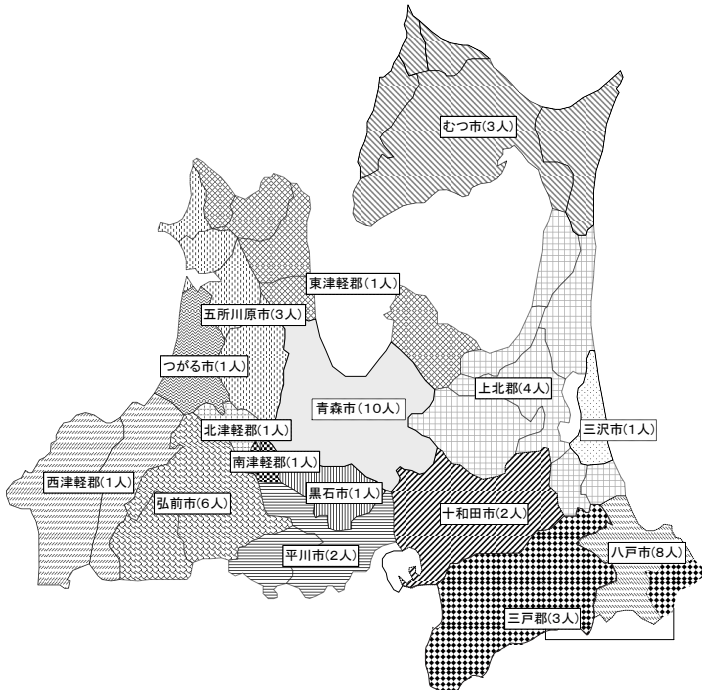 むつ市(3人)
東津軽郡(1人)
五所川原市(3人)
つがる市(1人)
上北郡(4人)
青森市(10人)
北津軽郡(1人)
三沢市(1人)
南津軽郡(1人)
西津軽郡(1人)
黒石市(1人)
弘前市(6人)
十和田市(2人)
平川市(2人)
八戸市(8人)
三戸郡(3人)